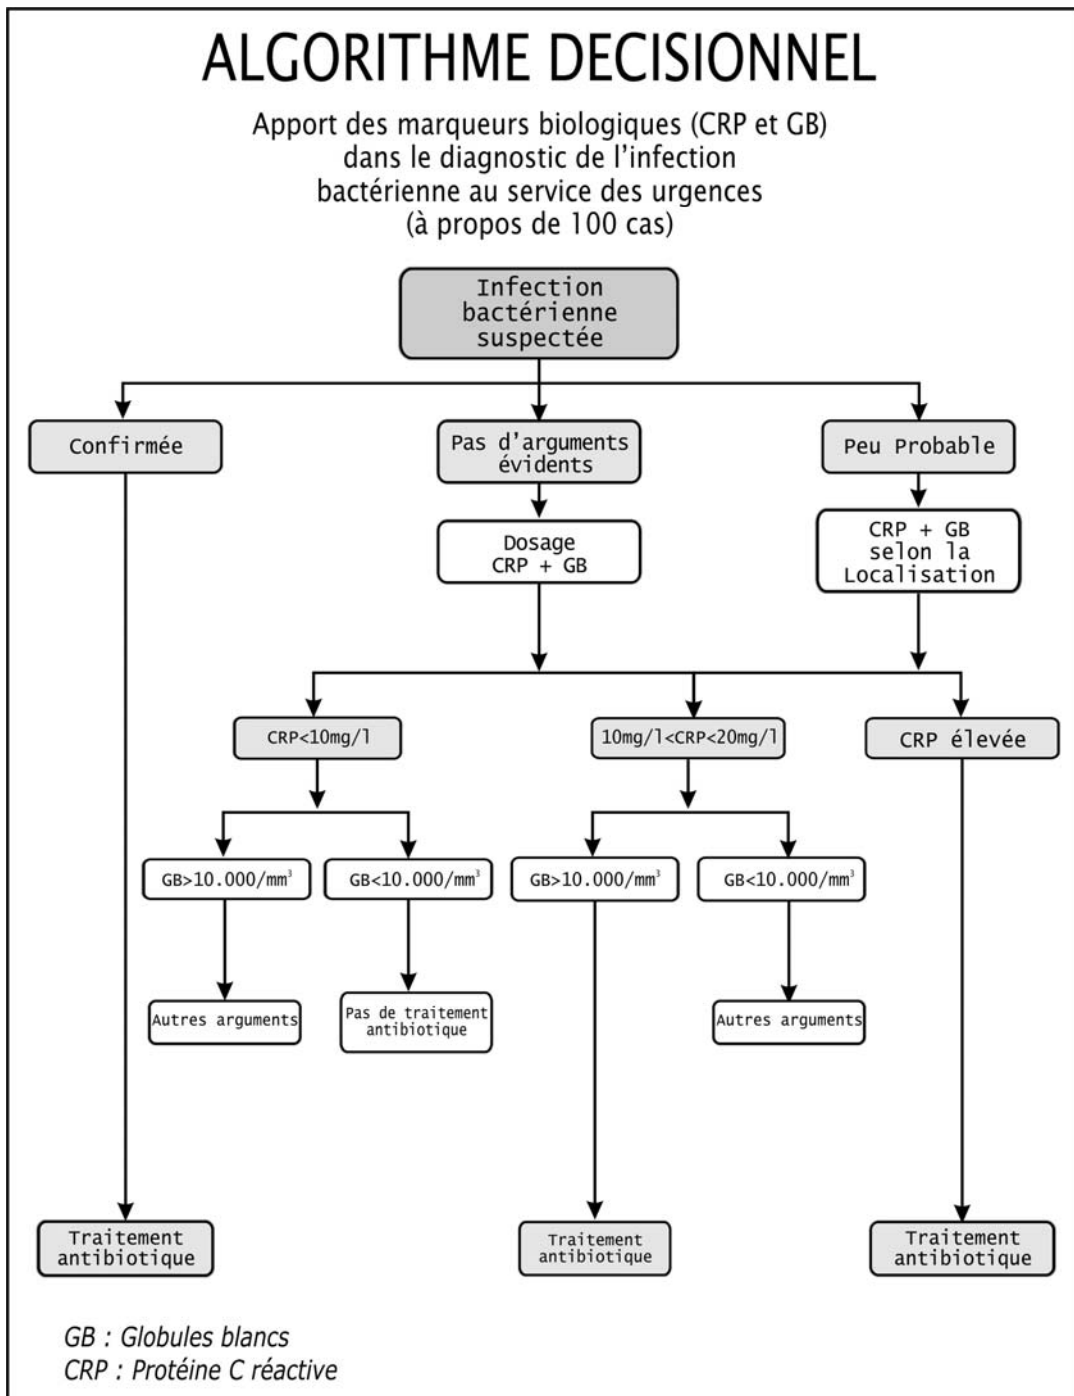 ALGORITHME DECISIONNEL
Apport des marqueurs biologiques (CRP et GB)
dans le diagnostic de l'infection
bactérienne au service des urgences
(à propos de 100 cas)
Infection
bactérienne
suspectée
Confirmée
Pas d'arguments
évidents
Peu Probable
Dosage
CRP + GB
CRP + GB
selon la
Localisation
CRP<10mg/l
10mg/l<CRP<20mg/l
CRP élevée
GB>10.000/mm³
GB<10.000/mm³
GB>10.000/mm³
GB<10.000/mm³
Autres arguments
Pas de traitement
antibiotique
Autres arguments
Traitement
antibiotique
Traitement
antibiotique
Traitement
antibiotique
GB : Globules blancs
CRP : Protéine C réactive